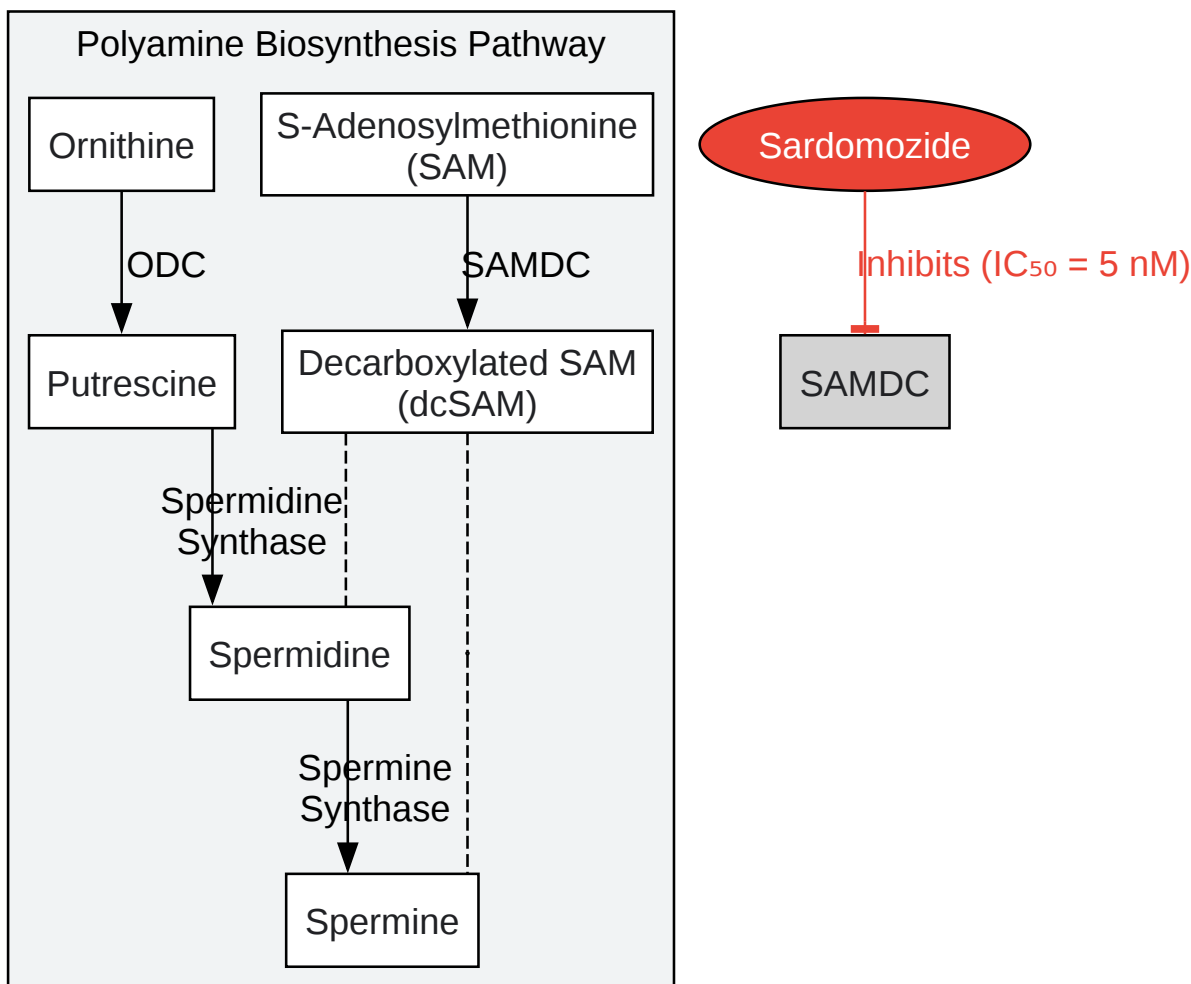 Polyamine Biosynthesis Pathway
Ornithine
S-Adenosylmethionine
(SAM)
Sardomozide
ODC
SAMDC
Inhibits (IC₅₀ = 5 nM)
Putrescine
Decarboxylated SAM
(dcSAM)
SAMDC
Spermidine
Synthase
Spermidine
Spermine
Synthase
Spermine